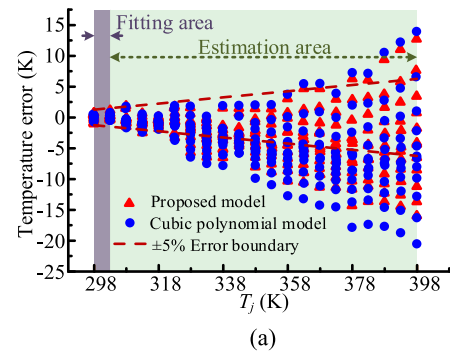 Fitting area
Estimation area
Temperature error (K)
15
10
5
0
-5
-10
-15
-20
-25
Proposed model
Cubic polynomial model
±5% Error boundary
298 318 338 358 378 398
Tj (K)
(a)